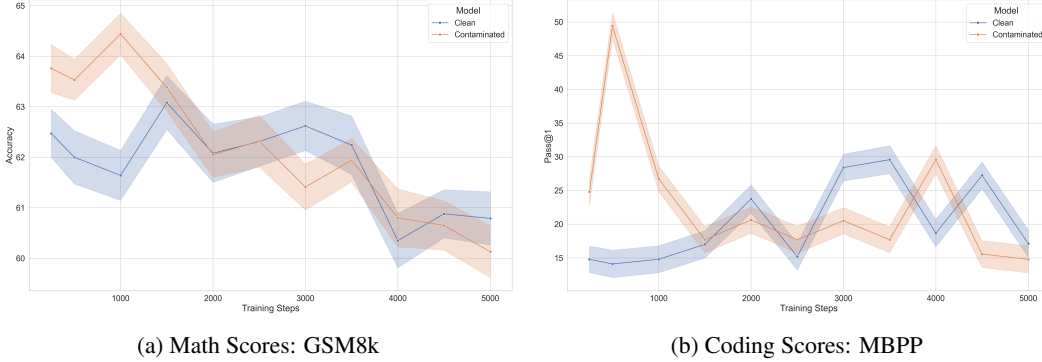 65
64
63
62
61
60
Accuracy
1000
2000
3000
4000
5000
Training Steps
Model
Clean
Contaminated
(a) Math Scores: GSM8k
50
45
40
35
30
25
20
15
Pass@1
1000
2000
3000
4000
5000
Training Steps
Model
Clean
Contaminated
(b) Coding Scores: MBPP